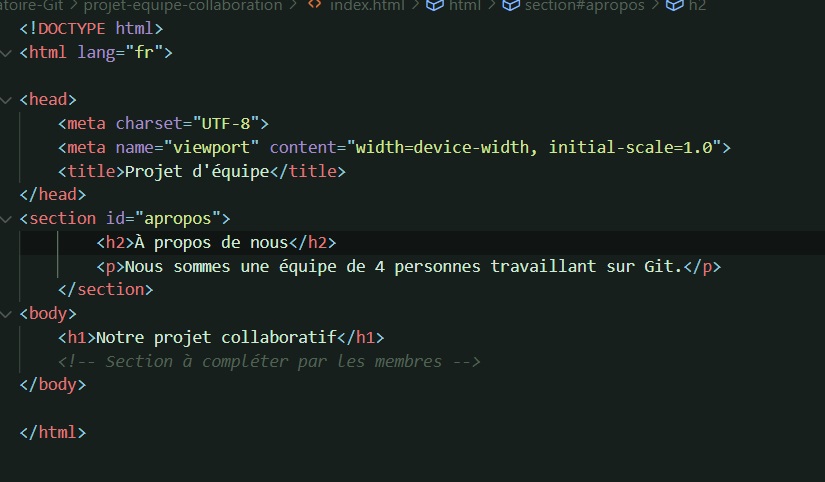 atoire-Git > projet-equipe-collaboration > <> index.html > html > section#apropos > h2
<!DOCTYPE html>
<html lang="fr">
<head>
<meta charset="UTF-8">
<meta name="viewport" content="width=device-width, initial-scale=1.0">
<title>Projet d'équipe</title>
</head>
<section id="apropos">
<h2>À propos de nous</h2>
<p>Nous sommes une équipe de 4 personnes travaillant sur Git.</p>
</section>
<body>
<h1>Notre projet collaboratif</h1>
<!-- Section à compléter par les membres -->
</body>
</html>